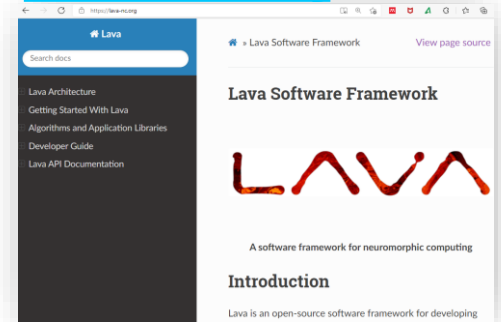 https://lava-nc.org
Lava
Search docs
Lava Architecture
Getting Started With Lava
Algorithms and Application Libraries
Developer Guide
Lava API Documentation
» Lava Software Framework
View page source
Lava Software Framework
LAVA
A software framework for neuromorphic computing
Introduction
Lava is an open-source software framework for developing